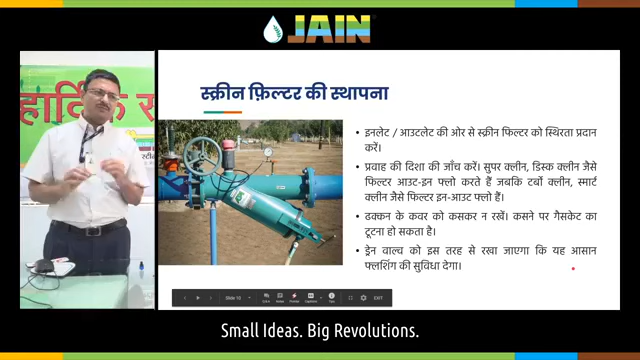 JAIN
हार्दिक स
स्क्रीन फ़िल्टर की स्थापना
• इनलेट / आउटलेट की ओर से स्क्रीन फिल्टर को स्थिरता प्रदान
करें।
• प्रवाह की दिशा की जाँच करें। सुपर क्लीन, डिस्क क्लीन जैसे
फिल्टर आउट-इन फ्लो करते हैं जबकि टर्बो क्लीन, स्मार्ट
क्लीन जैसे फिल्टर इन-आउट फ्लो हैं।
• ढक्कन के कवर को कसकर न रखें। कसने पर गैसकेट का
टूटना हो सकता है।
• ड्रेन वाल्व को इस तरह से रखा जाएगा कि यह आसान
फ्लशिंग की सुविधा देगा।
Slide 10
EXIT
Small Ideas. Big Revolutions.